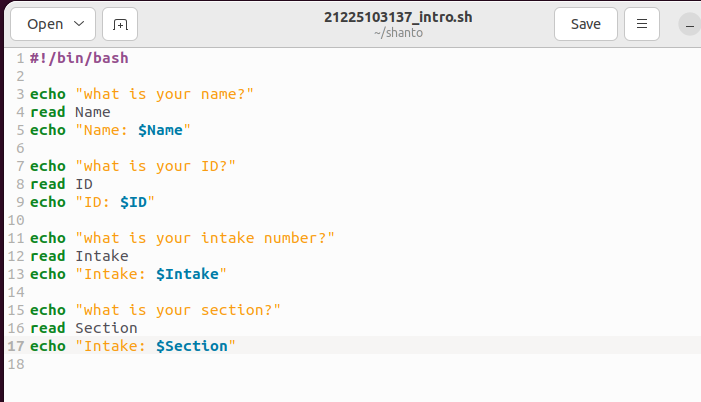 Open
21225103137_intro.sh
~/shanto
Save
1 #!/bin/bash
2
3 echo "what is your name?"
4 read Name
5 echo "Name: $Name"
6
7 echo "what is your ID?"
8 read ID
9 echo "ID: $ID"
10
11 echo "what is your intake number?"
12 read Intake
13 echo "Intake: $Intake"
14
15 echo "what is your section?"
16 read Section
17 echo "Intake: $Section"
18